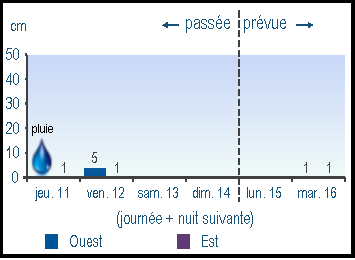 cm
← passée prévue →
50
40
30
20
10
0
pluie
1 5 1 1 1
jeu. 11 ven. 12 sam. 13 dim. 14 lun. 15 mar. 16
(journée + nuit suivante)
Ouest Est